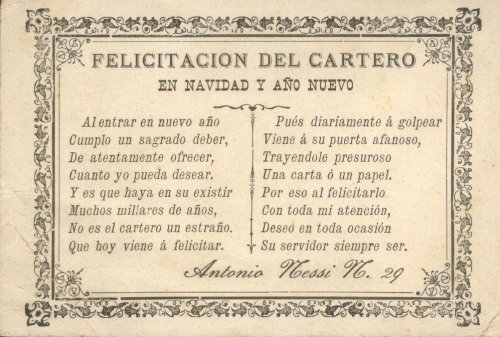 FELICITACION DEL CARTERO
EN NAVIDAD Y AÑO NUEVO
Al entrar en nuevo año
Cumplo un sagrado deber,
De atentamente ofrecer,
Cuanto yo pueda desear.
Y es que haya en su existir
Muchos millares de años,
No es el cartero un estraño.
Que hoy viene á felicitar.
Pués diariamente á golpear
Viene á su puerta afanoso,
Trayendole presuroso
Una carta ó un papel.
Por eso al felicitarlo
Con toda mi atención,
Deseó en toda ocasión
Su servidor siempre ser.
Antonio Nessi N. 29